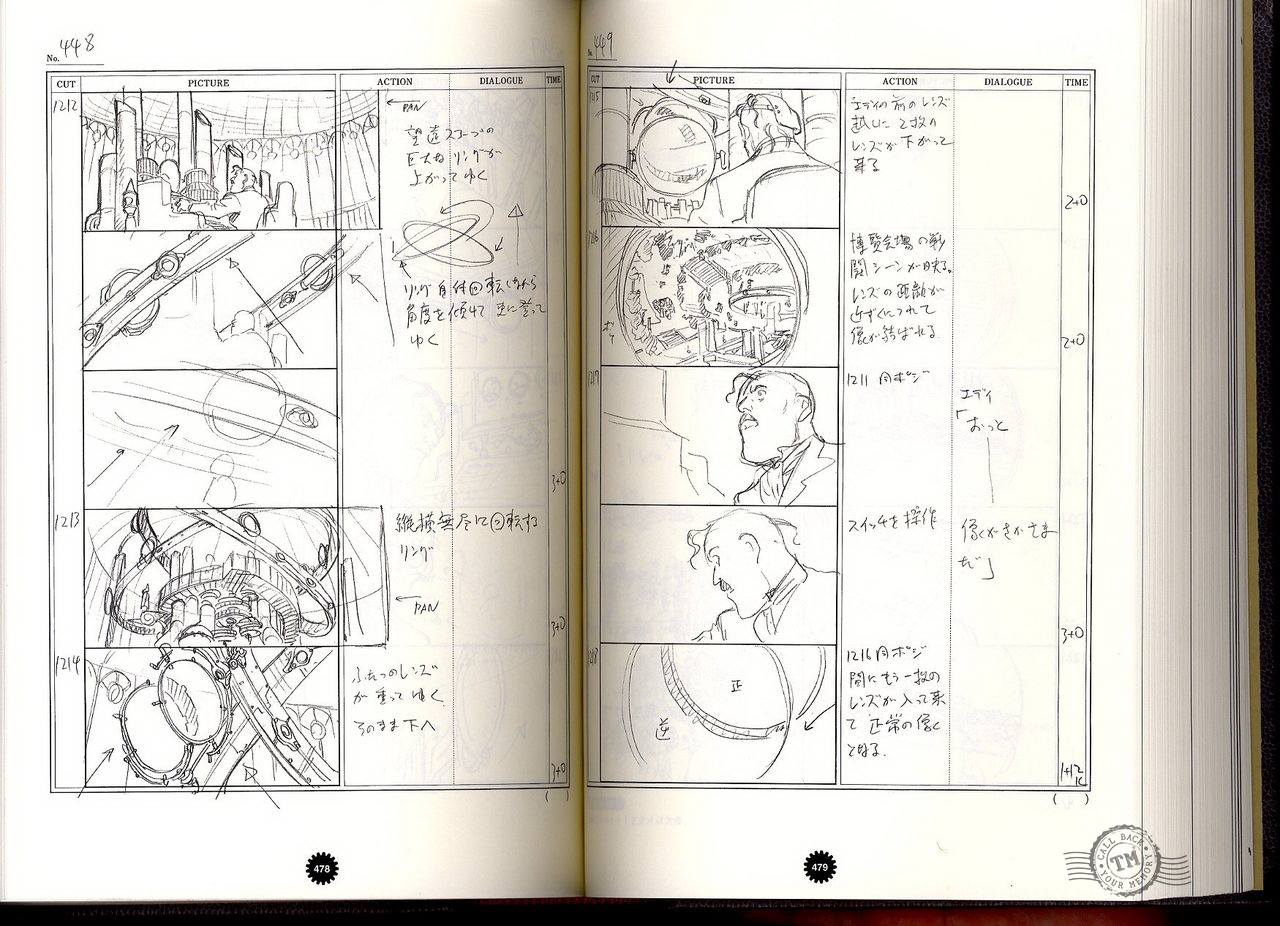 No. 448
CUT PICTURE ACTION DIALOGUE TIME
1212
←PAN
望遠スコープの
巨大なリングが
上がってゆく
リング自体回転しながら
角度を傾けて 更に登って
ゆく
3+0
1213
縦横無尽に回転する
リング
←PAN
3+0
1214
ふたつのレンズ
が重ってゆく
そのまま下へ
3+0
( )
478
No. 449
CUT PICTURE ACTION DIALOGUE TIME
1215
エディの前のレンズ
越しに2枚の
レンズが下がって
来る
2+0
1216
博覧会場の戦
闘シーンが映る。
レンズの距離が
近ずくにつれて
像が結ばれる
ボケ
2+0
1217
1211 同ポジ
エディ
「おっと
スイッチを操作
像がさかさま
だ」
3+0
1218
1216同ポジ
間にもう一枚の
レンズが入って来
て 正常の像に
なる.
正
逆
1+12
( )
479
CALL BACK
TM
YOUR MEMORY